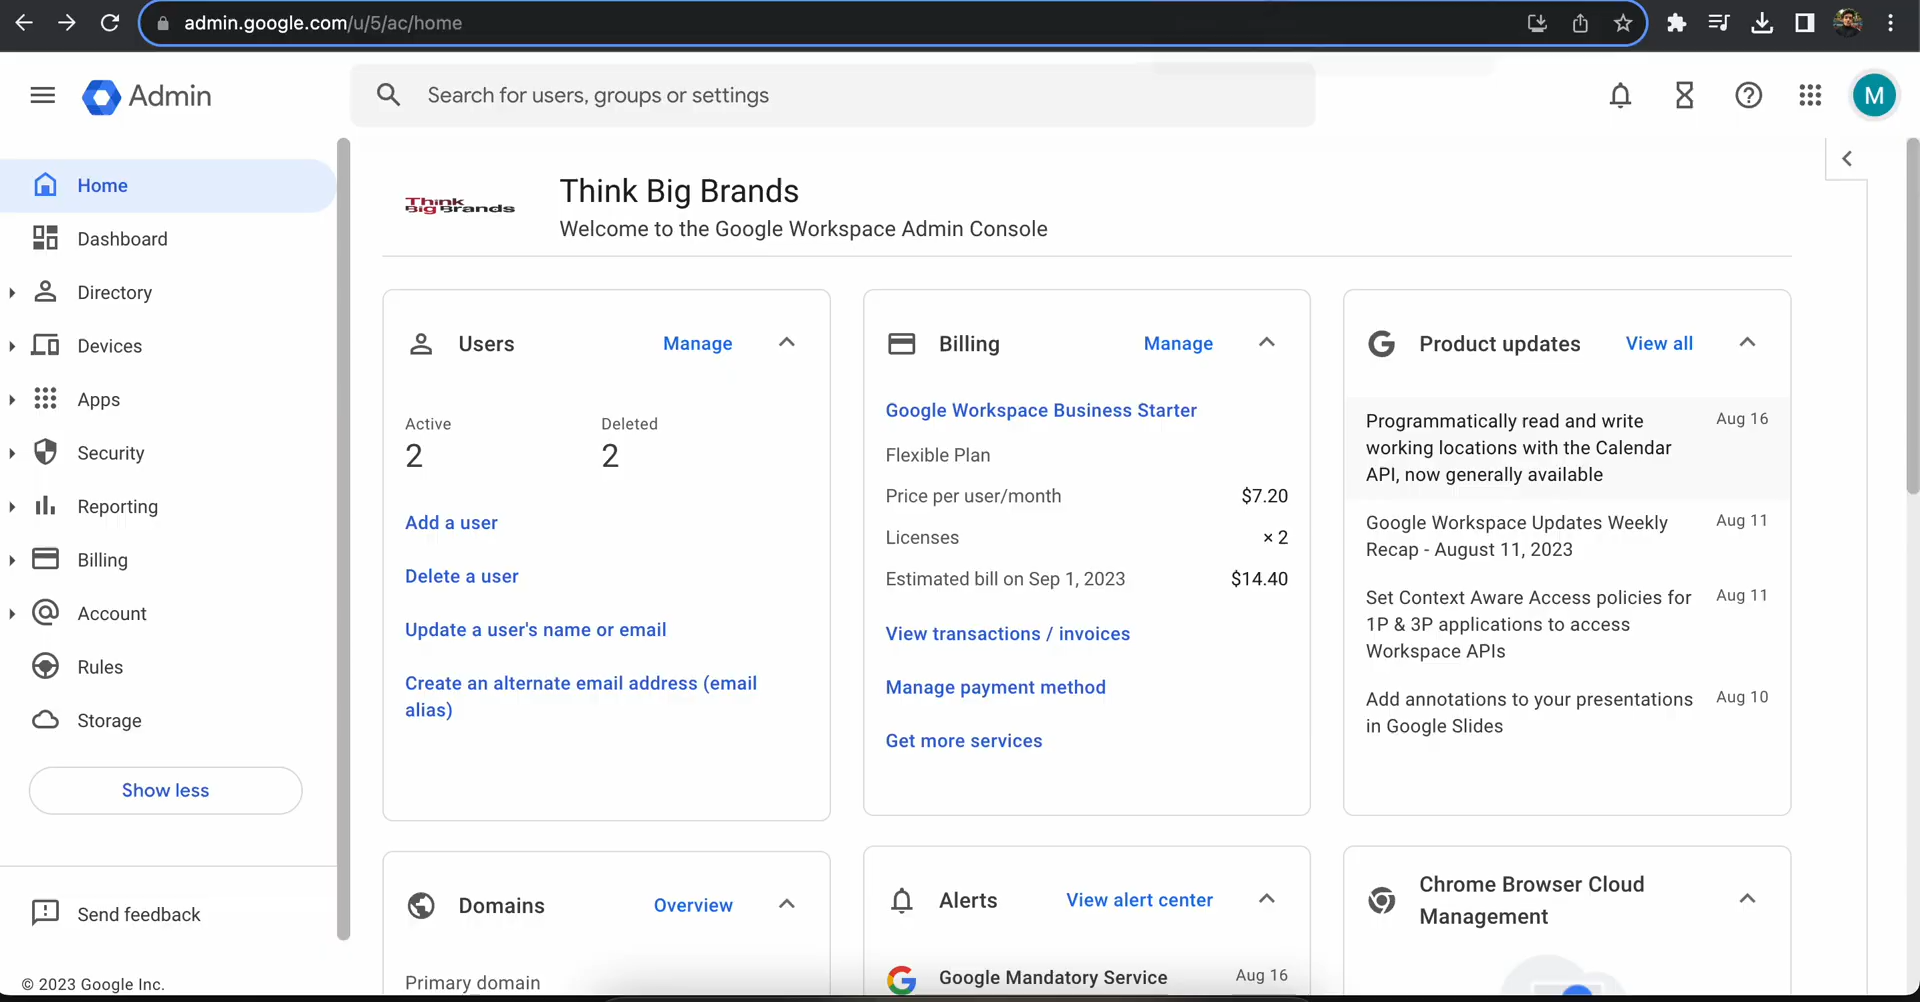 admin.google.com/u/5/ac/home
Admin
Search for users, groups or settings
M
Home
Dashboard
Directory
Devices
Apps
Security
Reporting
Billing
Account
Rules
Storage
Show less
Send feedback
© 2023 Google Inc.
Think
Big Brands
Think Big Brands
Welcome to the Google Workspace Admin Console
Users Manage
Active Deleted
2 2
Add a user
Delete a user
Update a user's name or email
Create an alternate email address (email
alias)
Billing Manage
Google Workspace Business Starter
Flexible Plan
Price per user/month $7.20
Licenses × 2
Estimated bill on Sep 1, 2023 $14.40
View transactions / invoices
Manage payment method
Get more services
Product updates View all
Programmatically read and write Aug 16
working locations with the Calendar
API, now generally available
Google Workspace Updates Weekly Aug 11
Recap - August 11, 2023
Set Context Aware Access policies for Aug 11
1P & 3P applications to access
Workspace APIs
Add annotations to your presentations Aug 10
in Google Slides
Domains Overview
Primary domain
Alerts View alert center
Google Mandatory Service Aug 16
Chrome Browser Cloud
Management